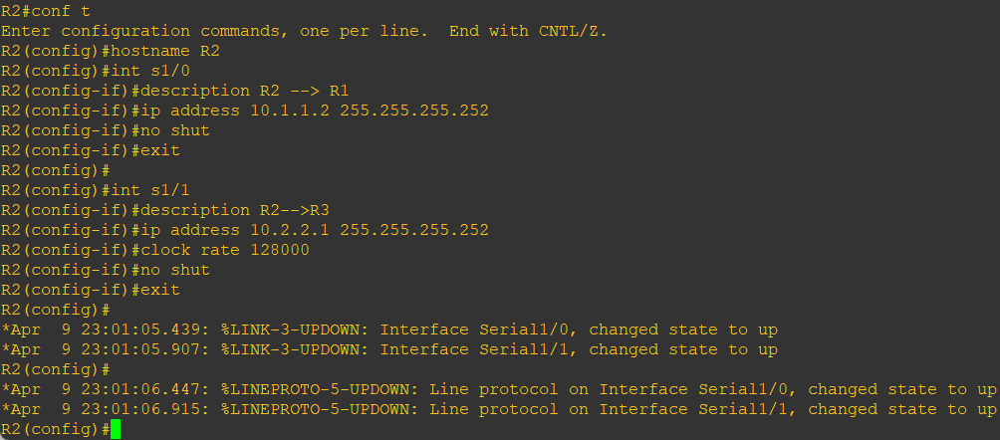 R2#conf t
Enter configuration commands, one per line.  End with CNTL/Z.
R2(config)#hostname R2
R2(config)#int s1/0
R2(config-if)#description R2 --> R1
R2(config-if)#ip address 10.1.1.2 255.255.255.252
R2(config-if)#no shut
R2(config-if)#exit
R2(config)#
R2(config)#int s1/1
R2(config-if)#description R2-->R3
R2(config-if)#ip address 10.2.2.1 255.255.255.252
R2(config-if)#clock rate 128000
R2(config-if)#no shut
R2(config-if)#exit
R2(config)#
*Apr  9 23:01:05.439: %LINK-3-UPDOWN: Interface Serial1/0, changed state to up
*Apr  9 23:01:05.907: %LINK-3-UPDOWN: Interface Serial1/1, changed state to up
R2(config)#
*Apr  9 23:01:06.447: %LINEPROTO-5-UPDOWN: Line protocol on Interface Serial1/0, changed state to up
*Apr  9 23:01:06.915: %LINEPROTO-5-UPDOWN: Line protocol on Interface Serial1/1, changed state to up
R2(config)#